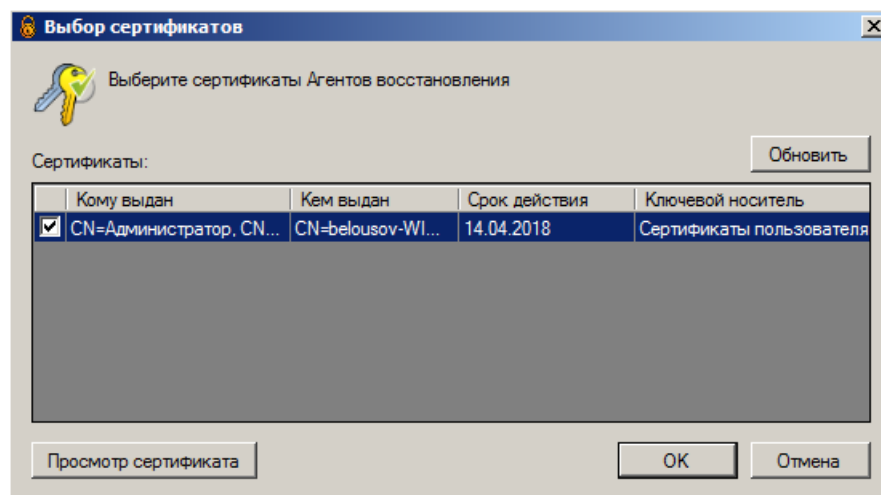 Выбор сертификатов
Выберите сертификаты Агентов восстановления
Обновить
Сертификаты:
Кому выдан Кем выдан Срок действия Ключевой носитель
CN=Администратор, CN... CN=belousov-WI... 14.04.2018 Сертификаты пользователя
Просмотр сертификата OK Отмена